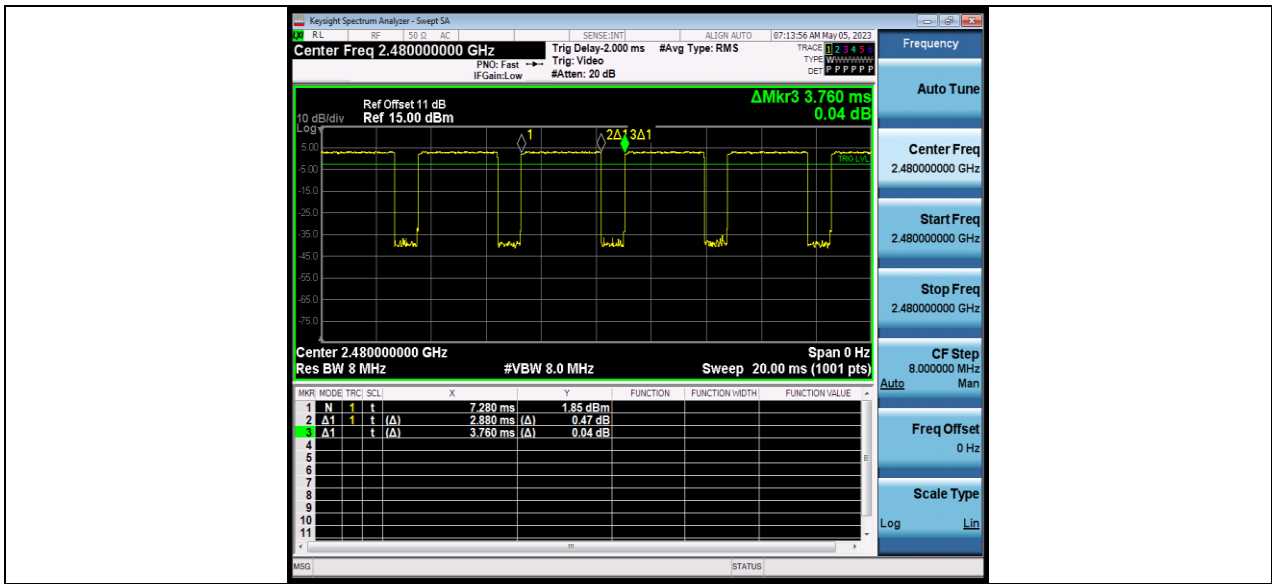 Keysight Spectrum Analyzer - Swept SA
RL RF 50 Ω AC SENSE:INT ALIGN AUTO 07:13:56 AM May 05, 2023
Center Freq 2.480000000 GHz
PNO: Fast
IFGain:Low
Trig Delay-2.000 ms
Trig: Video
#Atten: 20 dB
#Avg Type: RMS
TRACE 1 2 3 4 5 6
TYPE WWWWWW
DET P P P P P P
ΔMkr3 3.760 ms
0.04 dB
Ref Offset 11 dB
10 dB/div Ref 15.00 dBm
Log
1 2Δ1 3Δ1
5.00
TRIG LVL
-5.00
-15.0
-25.0
-35.0
-45.0
-55.0
-65.0
-75.0
Center 2.480000000 GHz Span 0 Hz
Res BW 8 MHz #VBW 8.0 MHz Sweep 20.00 ms (1001 pts)
MKR MODE TRC SCL X Y FUNCTION FUNCTION WIDTH FUNCTION VALUE
1 N 1 t 7.280 ms 1.85 dBm
2 Δ1 1 t (Δ) 2.880 ms (Δ) 0.47 dB
3 Δ1 t (Δ) 3.760 ms (Δ) 0.04 dB
4
5
6
7
8
9
10
11
MSG STATUS
Frequency
Auto Tune
Center Freq
2.480000000 GHz
Start Freq
2.480000000 GHz
Stop Freq
2.480000000 GHz
CF Step
8.000000 MHz
Auto Man
Freq Offset
0 Hz
Scale Type
Log Lin